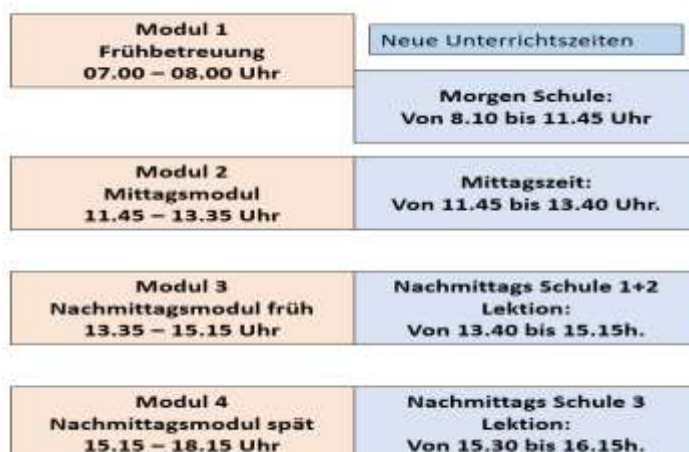 Modul 1
Frühbetreuung
07.00 – 08.00 Uhr
Neue Unterrichtszeiten
Morgen Schule:
Von 8.10 bis 11.45 Uhr
Modul 2
Mittagsmodul
11.45 – 13.35 Uhr
Mittagszeit:
Von 11.45 bis 13.40 Uhr.
Modul 3
Nachmittagsmodul früh
13.35 – 15.15 Uhr
Nachmittags Schule 1+2
Lektion:
Von 13.40 bis 15.15h.
Modul 4
Nachmittagsmodul spät
15.15 – 18.15 Uhr
Nachmittags Schule 3
Lektion:
Von 15.30 bis 16.15h.